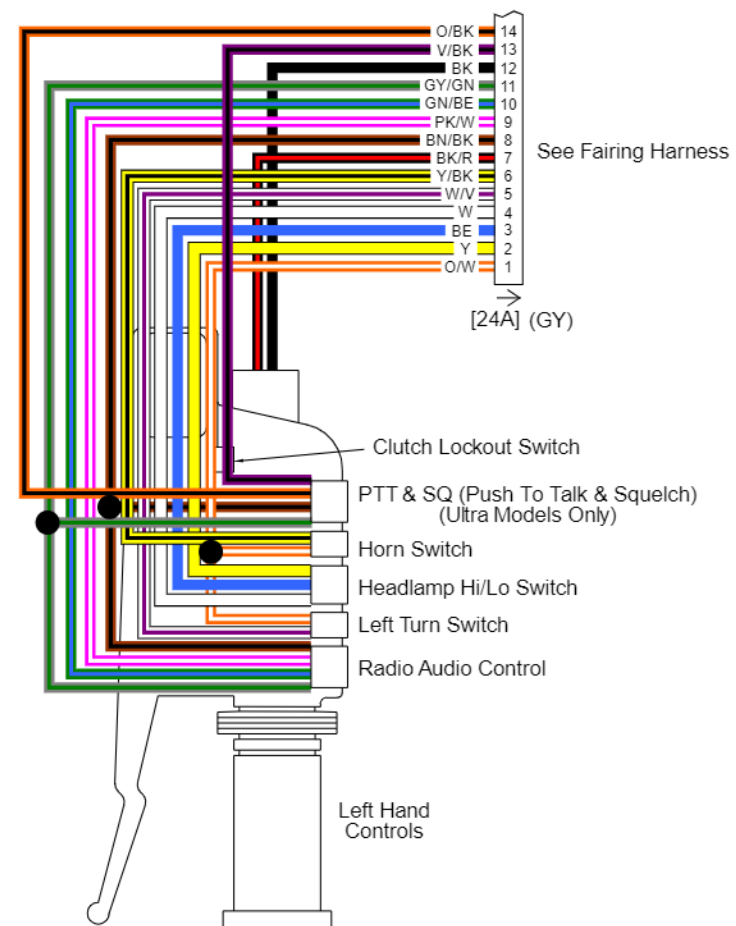 O/BK 14
V/BK 13
BK 12
GY/GN 11
GN/BE 10
PK/W 9
BN/BK 8
BK/R 7
Y/BK 6
W/V 5
W 4
BE 3
Y 2
O/W 1
See Fairing Harness
[24A] (GY)
Clutch Lockout Switch
PTT & SQ (Push To Talk & Squelch)
(Ultra Models Only)
Horn Switch
Headlamp Hi/Lo Switch
Left Turn Switch
Radio Audio Control
Left Hand
Controls